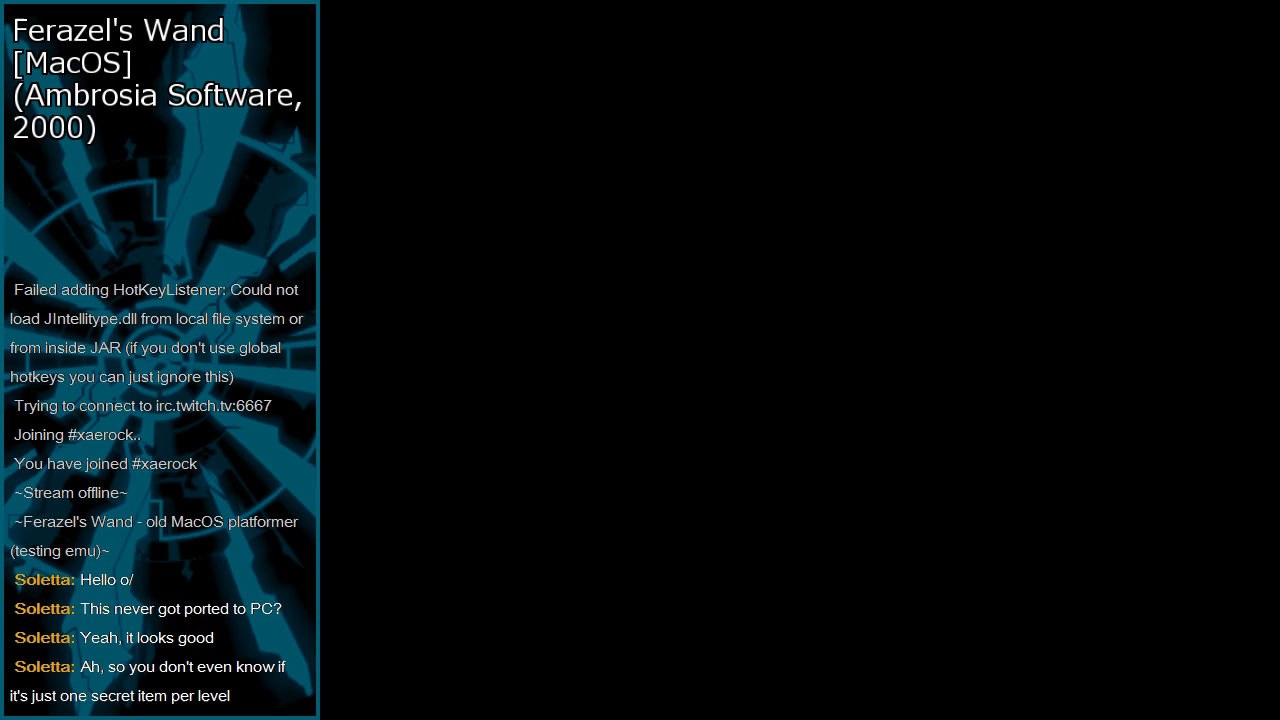 Ferazel's Wand
[MacOS]
(Ambrosia Software,
2000)
Failed adding HotKeyListener: Could not
load JIntellitype.dll from local file system or
from inside JAR (if you don't use global
hotkeys you can just ignore this)
Trying to connect to irc.twitch.tv:6667
Joining #xaerock..
You have joined #xaerock
~Stream offline~
~Ferazel's Wand - old MacOS platformer
(testing emu)~
Soletta: Hello o/
Soletta: This never got ported to PC?
Soletta: Yeah, it looks good
Soletta: Ah, so you don't even know if
it's just one secret item per level